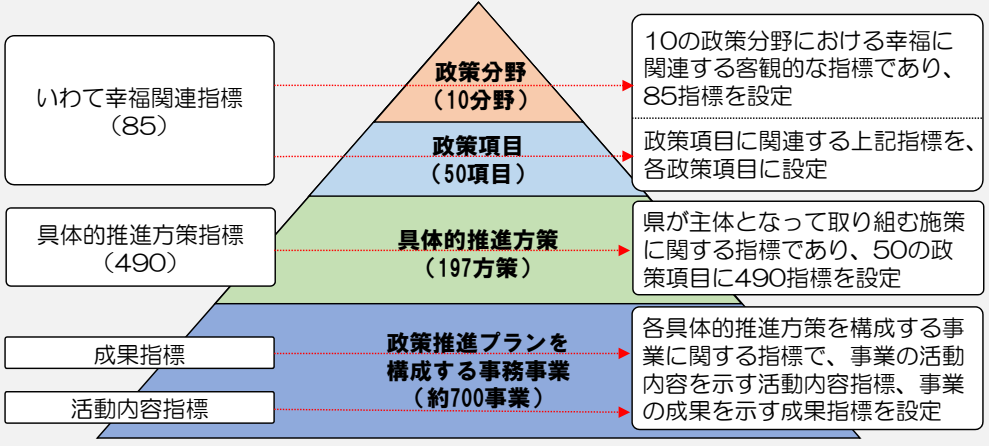 いわて幸福関連指標
（85）
政策分野
（10分野）
10の政策分野における幸福に
関連する客観的な指標であり、
85指標を設定
政策項目
（50項目）
政策項目に関連する上記指標を、
各政策項目に設定
具体的推進方策指標
（490）
具体的推進方策
（197方策）
県が主体となって取り組む施策
に関する指標であり、50の政
策項目に490指標を設定
成果指標
活動内容指標
政策推進プランを
構成する事務事業
（約700事業）
各具体的推進方策を構成する事
業に関する指標で、事業の活動
内容を示す活動内容指標、事業
の成果を示す成果指標を設定